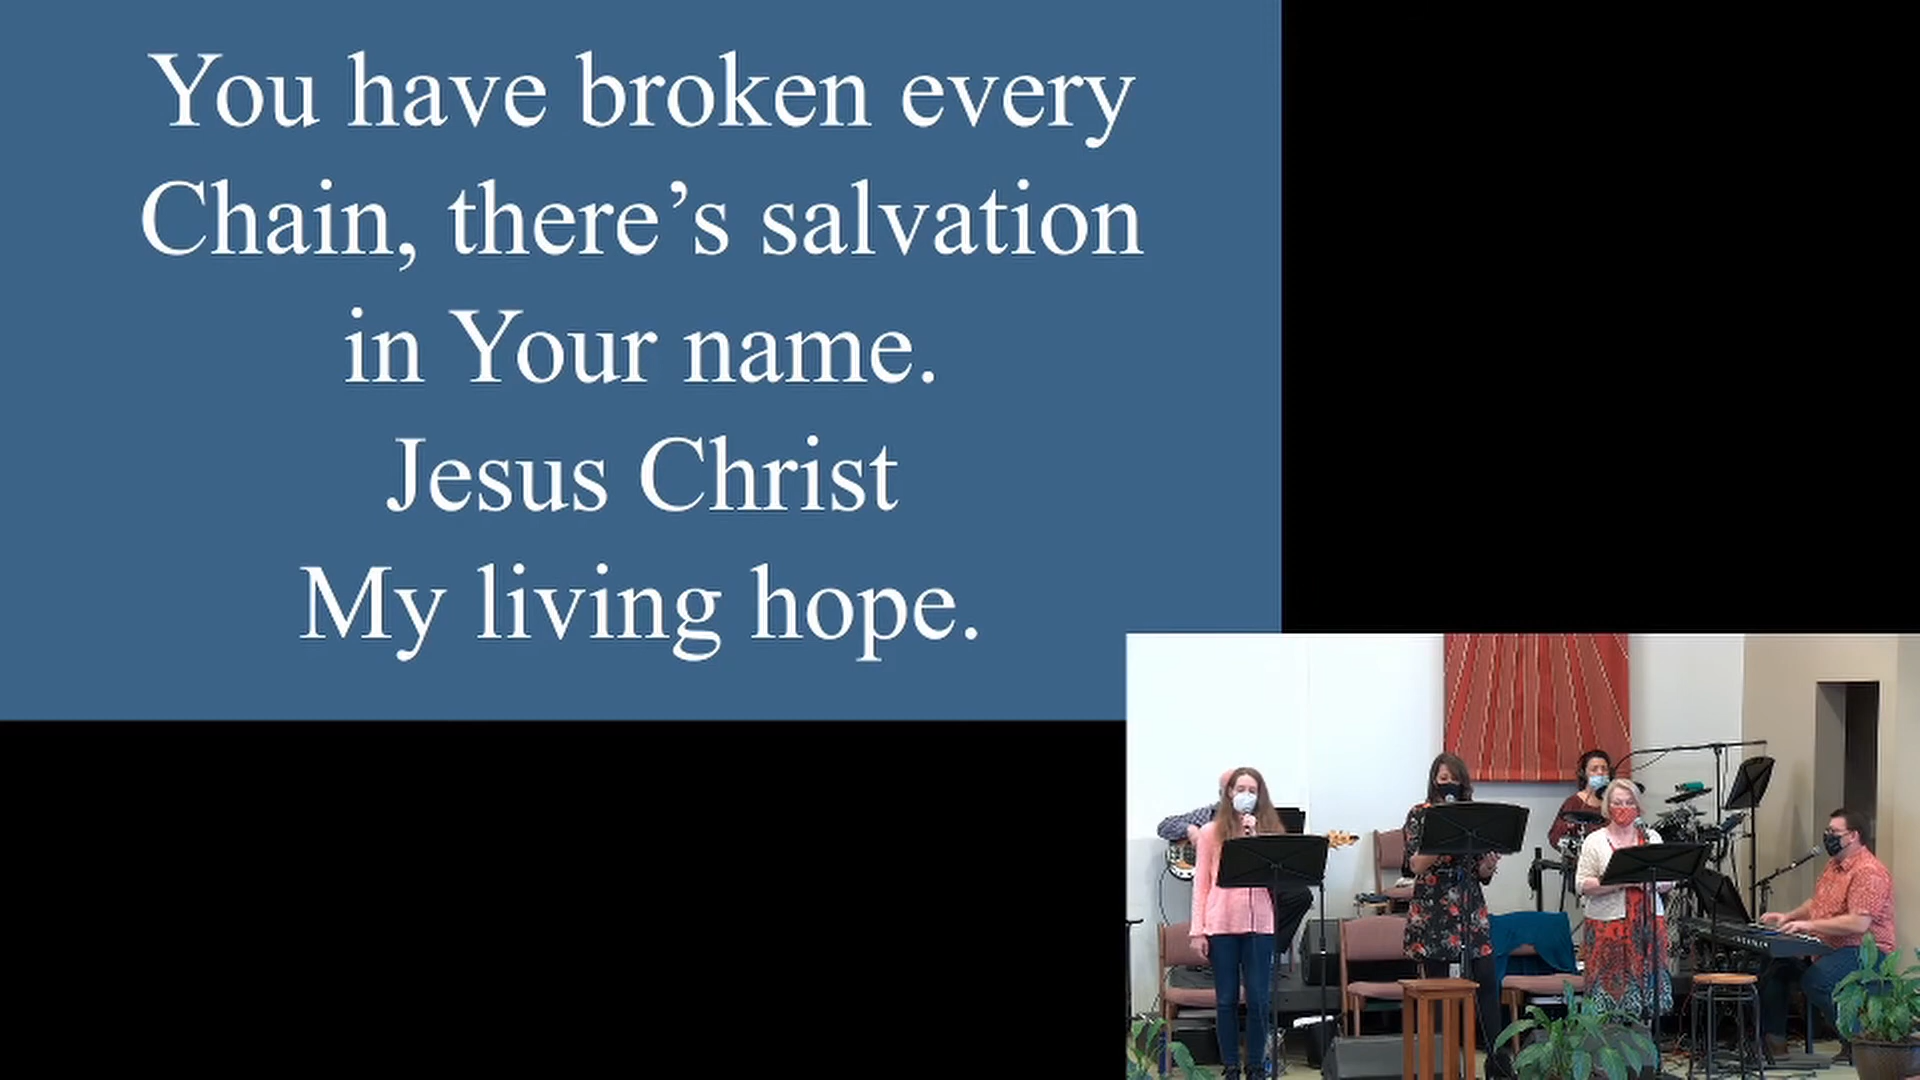 You have broken every
Chain, there’s salvation
in Your name.
Jesus Christ
My living hope.